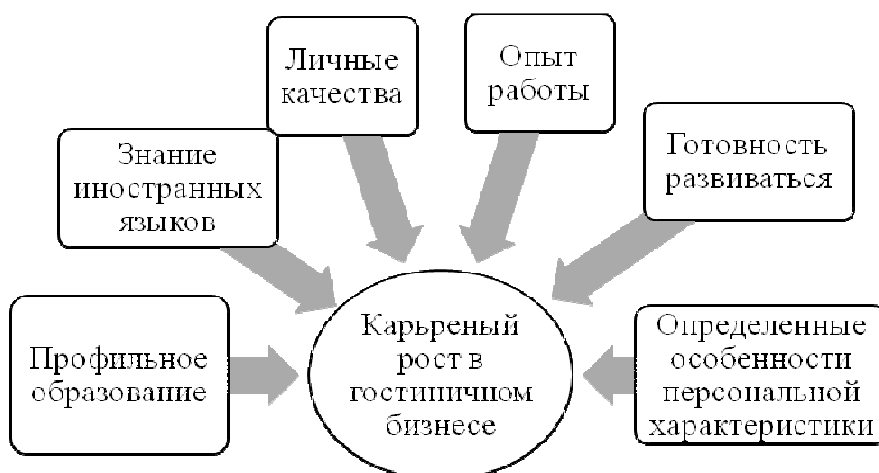 Личные
качества
Опыт
работы
Знание
иностранных
языков
Готовность
развиваться
Профильное
образование
Карьреный
рост в
гостиничном
бизнесе
Определенные
особенности
персональной
характеристики